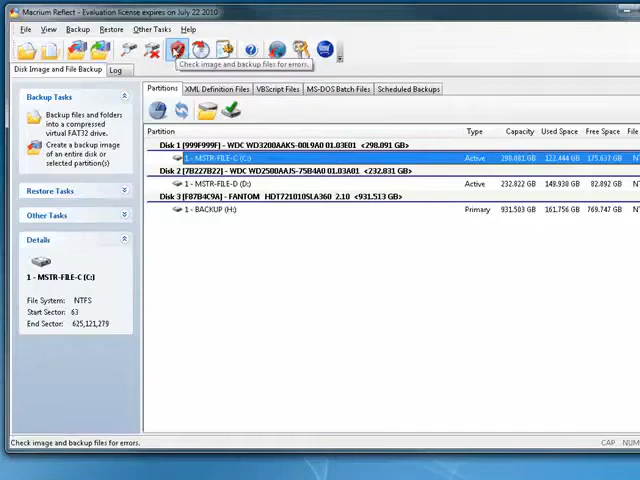 Macrium Reflect - Evaluation license expires on July 22 2010
File View Backup Restore Other Tasks Help
Check image and backup files for errors.
Disk Image and File Backup Log
Partitions XML Definition Files VBScript Files MS-DOS Batch Files Scheduled Backups
Backup Tasks
Backup files and folders
into a compressed
virtual FAT32 drive.
Create a backup image
of an entire disk or
selected partition(s)
Restore Tasks
Other Tasks
Details
1 - MSTR-FILE-C (C:)
File System: NTFS
Start Sector: 63
End Sector: 625,121,279
Partition Type Capacity Used Space Free Space File
Disk 1 [999F999F] - WDC WD3200AAKS-00L9A0 01.03E01 <298.091 GB>
1 - MSTR-FILE-C (C:) Active 298.081 GB 122.444 GB 175.637 GB NT
Disk 2 [7B227B22] - WDC WD2500AAJS-75B4A0 01.03A01 <232.831 GB>
1 - MSTR-FILE-D (D:) Active 232.822 GB 149.930 GB 82.892 GB NT
Disk 3 [F87B4C9A] - FANTOM HDT721010SLA360 2.10 <931.513 GB>
1 - BACKUP (H:) Primary 931.503 GB 161.756 GB 769.747 GB NT
Check image and backup files for errors.
CAP NUM